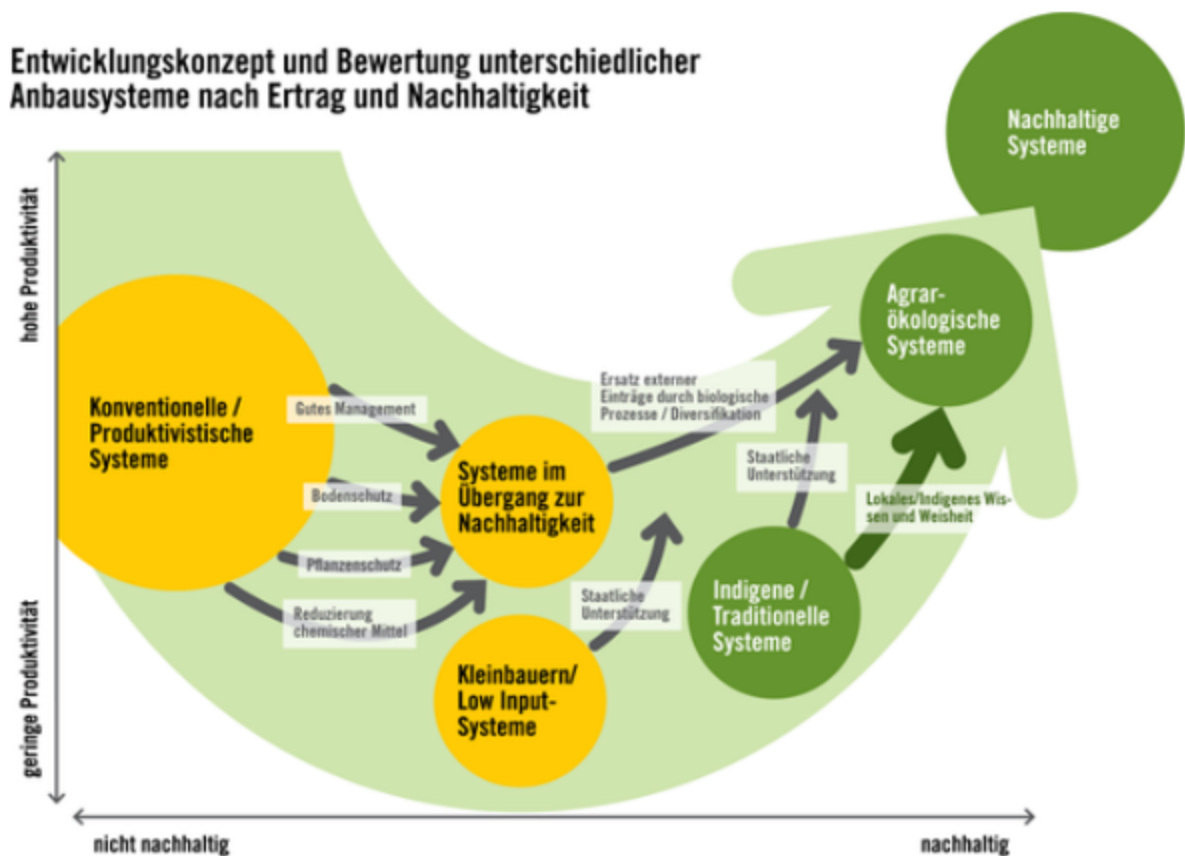 Entwicklungskonzept und Bewertung unterschiedlicher
Anbausysteme nach Ertrag und Nachhaltigkeit
Nachhaltige
Systeme
hohe Produktivität
geringe Produktivität
Konventionelle /
Produktivistische
Systeme
Gutes Management
Bodenschutz
Pflanzenschutz
Reduzierung
chemischer Mittel
Systeme im
Übergang zur
Nachhaltigkeit
Kleinbauern/
Low Input-
Systeme
Staatliche
Unterstützung
Ersatz externer
Einträge durch biologische
Prozesse / Diversifikation
Staatliche
Unterstützung
Agrar-
ökologische
Systeme
Lokales/Indigenes Wis-
sen und Weisheit
Indigene /
Traditionelle
Systeme
nicht nachhaltig
nachhaltig